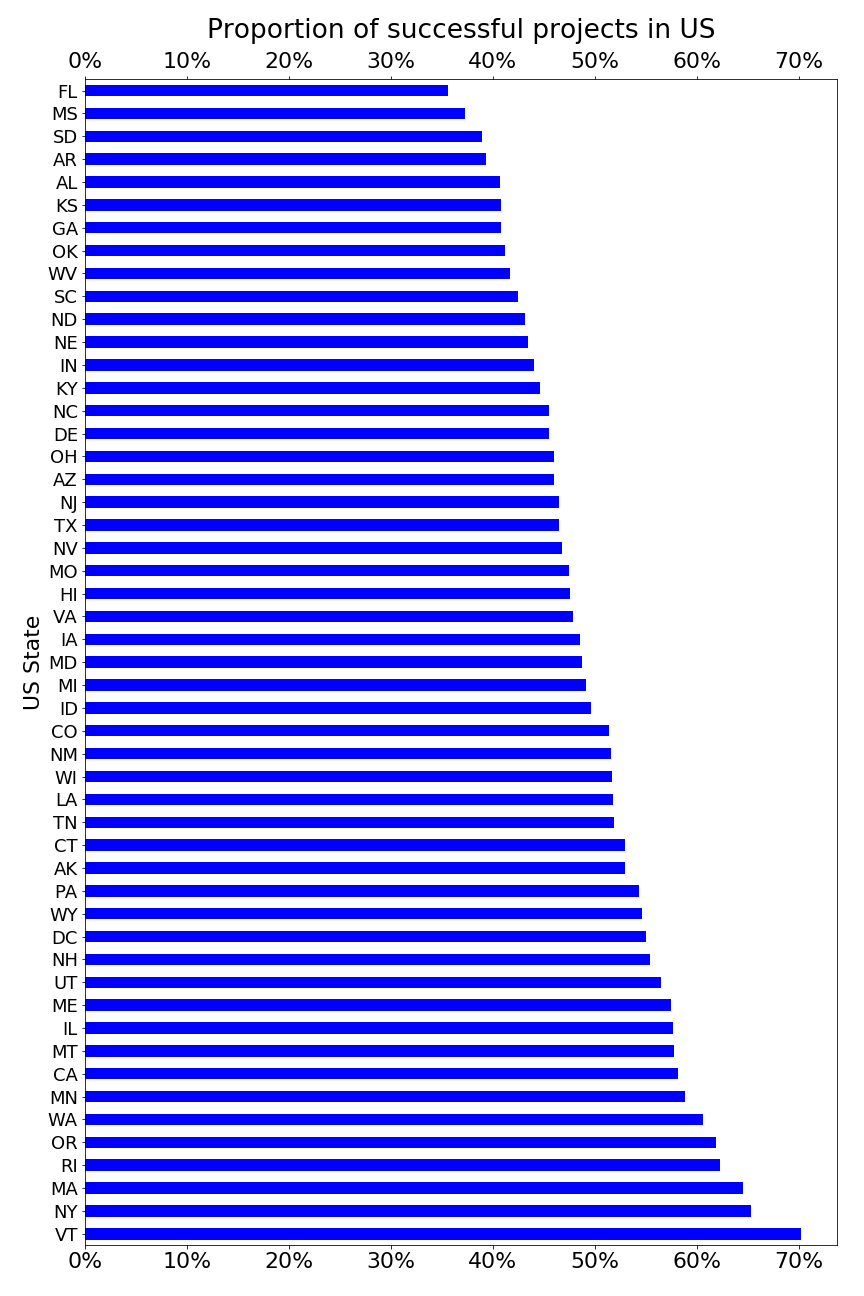 Proportion of successful projects in US
0% 10% 20% 30% 40% 50% 60% 70%
US State
FL
MS
SD
AR
AL
KS
GA
OK
WV
SC
ND
NE
IN
KY
NC
DE
OH
AZ
NJ
TX
NV
MO
HI
VA
IA
MD
MI
ID
CO
NM
WI
LA
TN
CT
AK
PA
WY
DC
NH
UT
ME
IL
MT
CA
MN
WA
OR
RI
MA
NY
VT
0% 10% 20% 30% 40% 50% 60% 70%